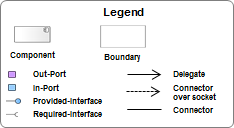 Legend
Component
Boundary
Out-Port
Delegate
In-Port
Connector
over socket
Provided-Interface
Required-Interface
Connector